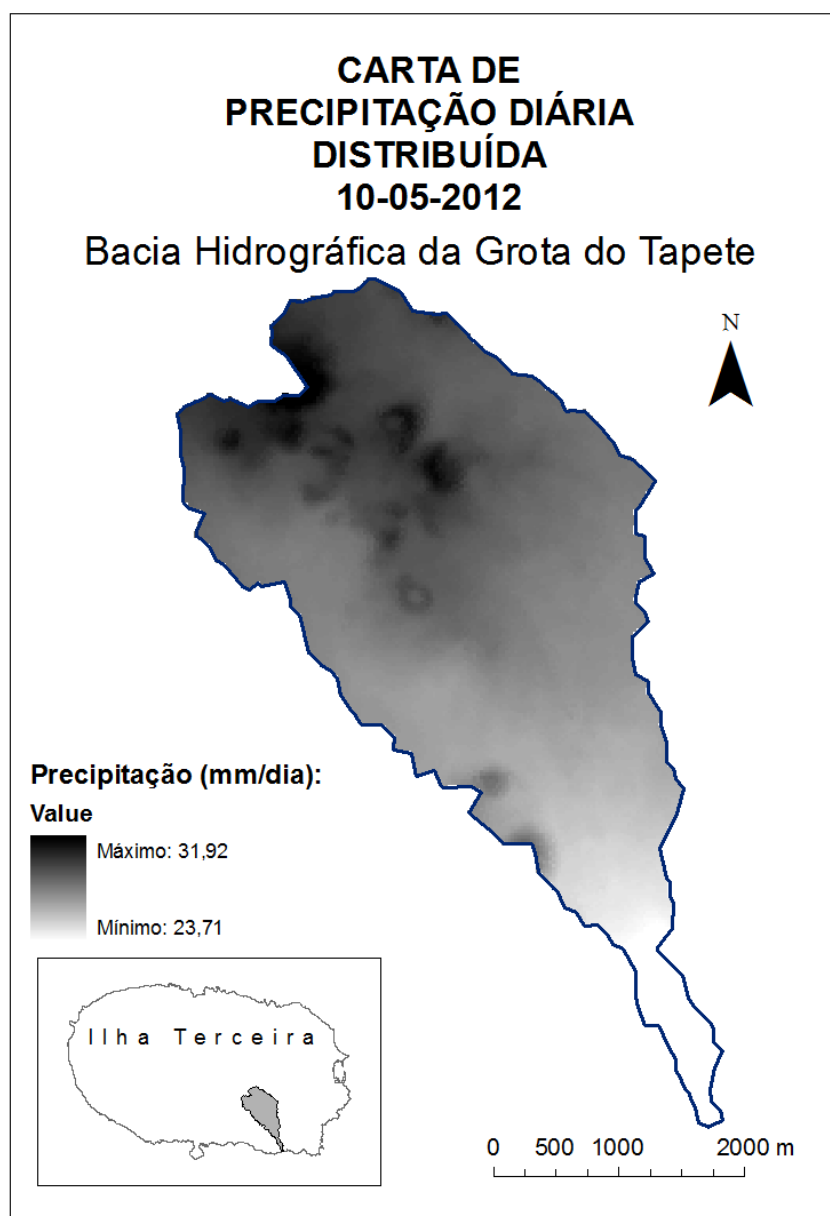 CARTA DE
PRECIPITAÇÃO DIÁRIA
DISTRIBUÍDA
10-05-2012
Bacia Hidrográfica da Grota do Tapete
N
Precipitação (mm/dia):
Value
Máximo: 31,92
Mínimo: 23,71
Ilha Terceira
0 500 1000 2000 m